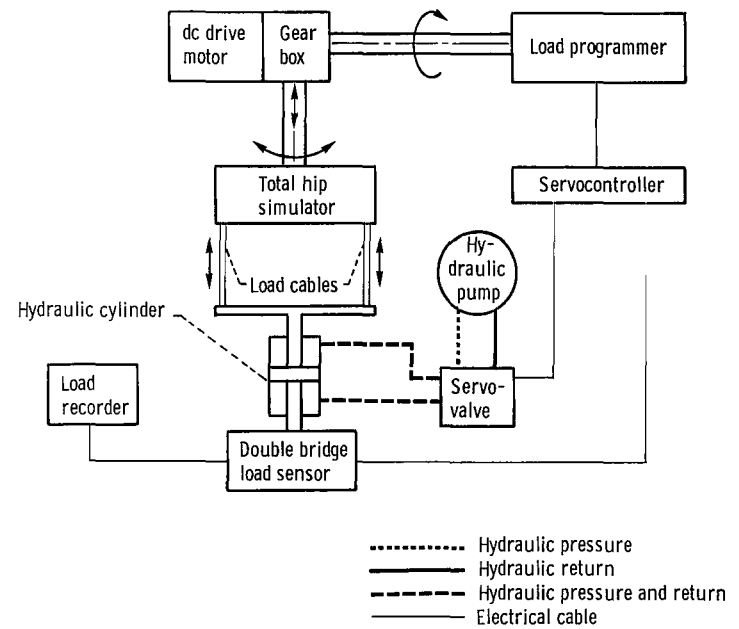 dc drive
motor
Gear
box
Load programmer
Total hip
simulator
Servocontroller
Hy-
draulic
pump
Load cables
Hydraulic cylinder
Load
recorder
Servo-
valve
Double bridge
load sensor
Hydraulic pressure
Hydraulic return
Hydraulic pressure and return
Electrical cable